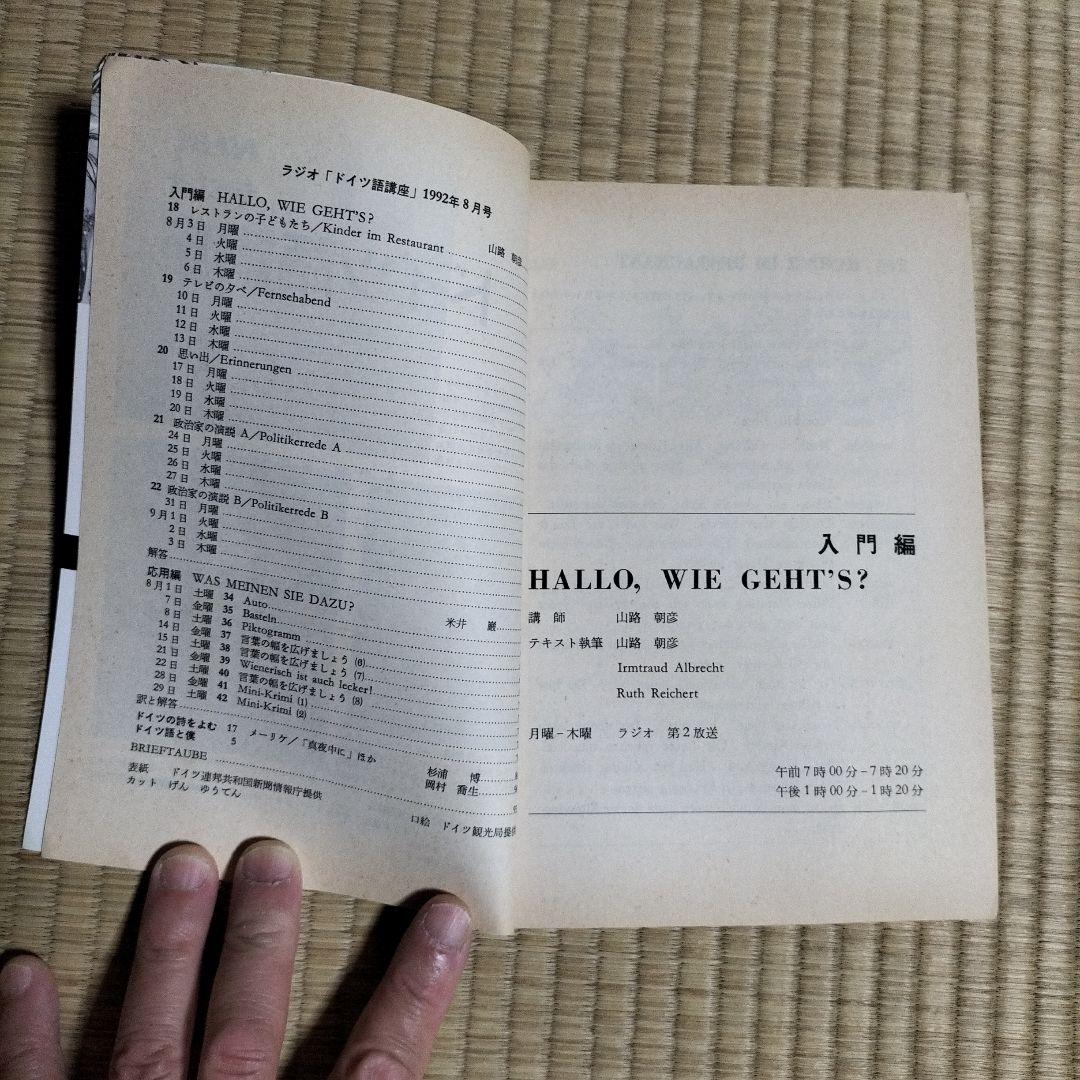 ラジオ「ドイツ語講座」1992年8月号
入門編 HALLO, WIE GEHT'S?
山路 朝彦
18 レストランの子どもたち／Kinder im Restaurant
8月3日 月曜
4日 火曜
5日 水曜
6日 木曜
19 テレビの夕べ／Fernsehabend
10日 月曜
11日 火曜
12日 水曜
13日 木曜
20 思い出／Erinnerungen
17日 月曜
18日 火曜
19日 水曜
20日 木曜
21 政治家の演説 A／Politikerrede A
24日 月曜
25日 火曜
26日 水曜
27日 木曜
22 政治家の演説 B／Politikerrede B
31日 月曜
9月1日 火曜
2日 水曜
3日 木曜
解答
応用編 WAS MEINEN SIE DAZU?
米井 巖
8月1日 土曜 34 Auto
7日 金曜 35 Basteln
8日 土曜 36 Piktogramm
14日 金曜 37 言葉の幅を広げましょう (6)
15日 土曜 38 言葉の幅を広げましょう (7)
21日 金曜 39 Wienerisch ist auch lecker!
22日 土曜 40 言葉の幅を広げましょう (8)
28日 金曜 41 Mini-Krimi (1)
29日 土曜 42 Mini-Krimi (2)
訳と解答
ドイツの詩をよむ 17 メーリケ／「真夜中に」ほか 杉浦 博
ドイツ語と僕 5 岡村 喬生
BRIEFTAUBE
表紙 ドイツ連邦共和国新聞情報庁提供
カット げん ゆうてん
口絵 ドイツ観光局提供
入門編
HALLO, WIE GEHT'S?
講師 山路 朝彦
テキスト執筆 山路 朝彦
Irmtraud Albrecht
Ruth Reichert
月曜－木曜 ラジオ 第2放送
午前7時00分－7時20分
午後1時00分－1時20分